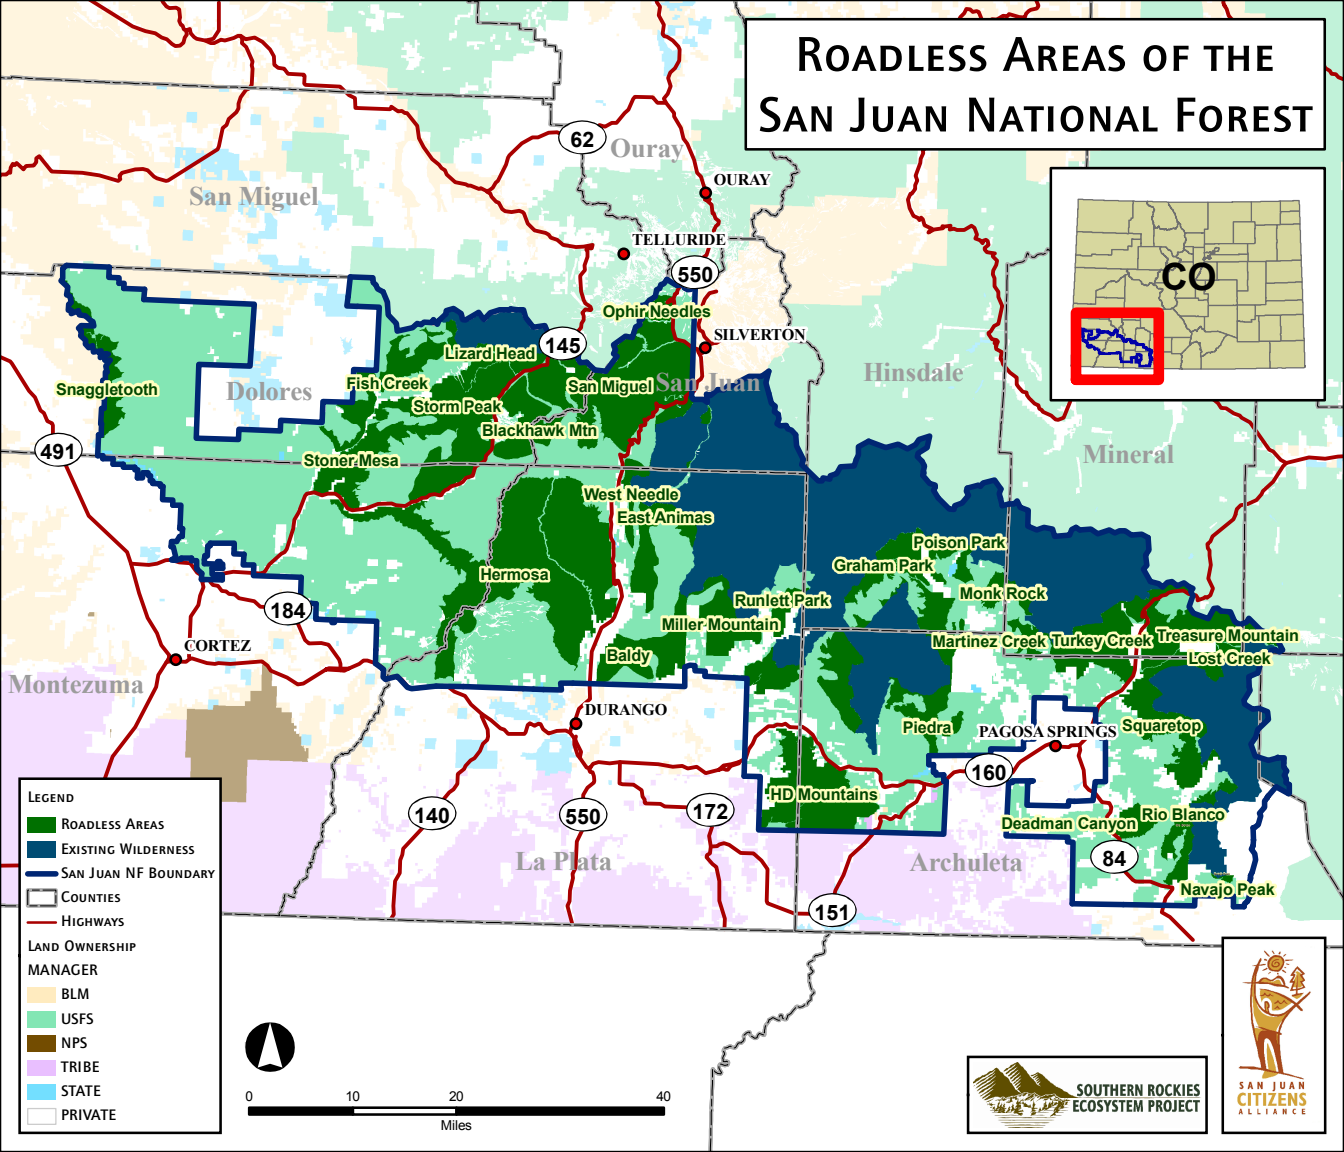 ROADLESS AREAS OF THE
SAN JUAN NATIONAL FOREST
62
Ouray
OURAY
San Miguel
TELLURIDE
550
Ophir Needles
SILVERTON
145
Lizard Head
CO
Hinsdale
San Juan
San Miguel
Fish Creek
Dolores
Snaggletooth
Storm Peak
Blackhawk Mtn
491
Stoner Mesa
Mineral
West Needle
East Animas
Poison Park
Graham Park
Hermosa
Monk Rock
Runlett Park
184
Miller Mountain
Martinez Creek
Turkey Creek
Treasure Mountain
Lost Creek
CORTEZ
Baldy
Montezuma
DURANGO
Piedra
PAGOSA SPRINGS
Squaretop
160
HD Mountains
140
550
172
Deadman Canyon
Rio Blanco
84
La Plata
Archuleta
Navajo Peak
151
LEGEND
ROADLESS AREAS
EXISTING WILDERNESS
SAN JUAN NF BOUNDARY
COUNTIES
HIGHWAYS
LAND OWNERSHIP
MANAGER
BLM
USFS
NPS
TRIBE
STATE
PRIVATE
0 10 20 40
Miles
SOUTHERN ROCKIES
ECOSYSTEM PROJECT
SAN JUAN
CITIZENS
ALLIANCE